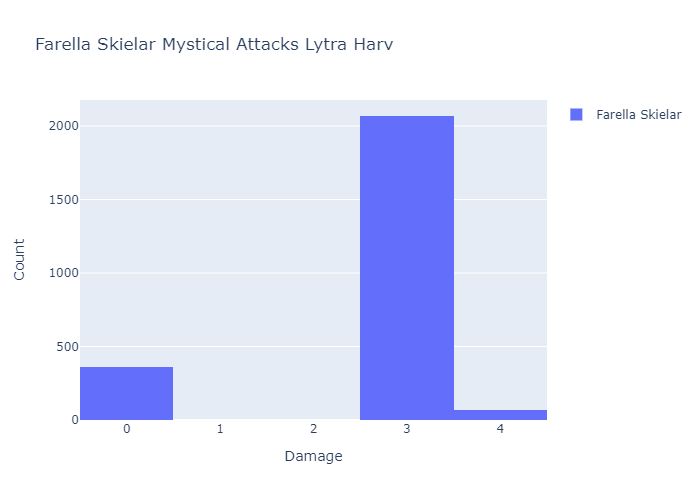 Farella Skielar Mystical Attacks Lytra Harv
Farella Skielar
2000
1500
1000
500
0
Count
0 1 2 3 4
Damage